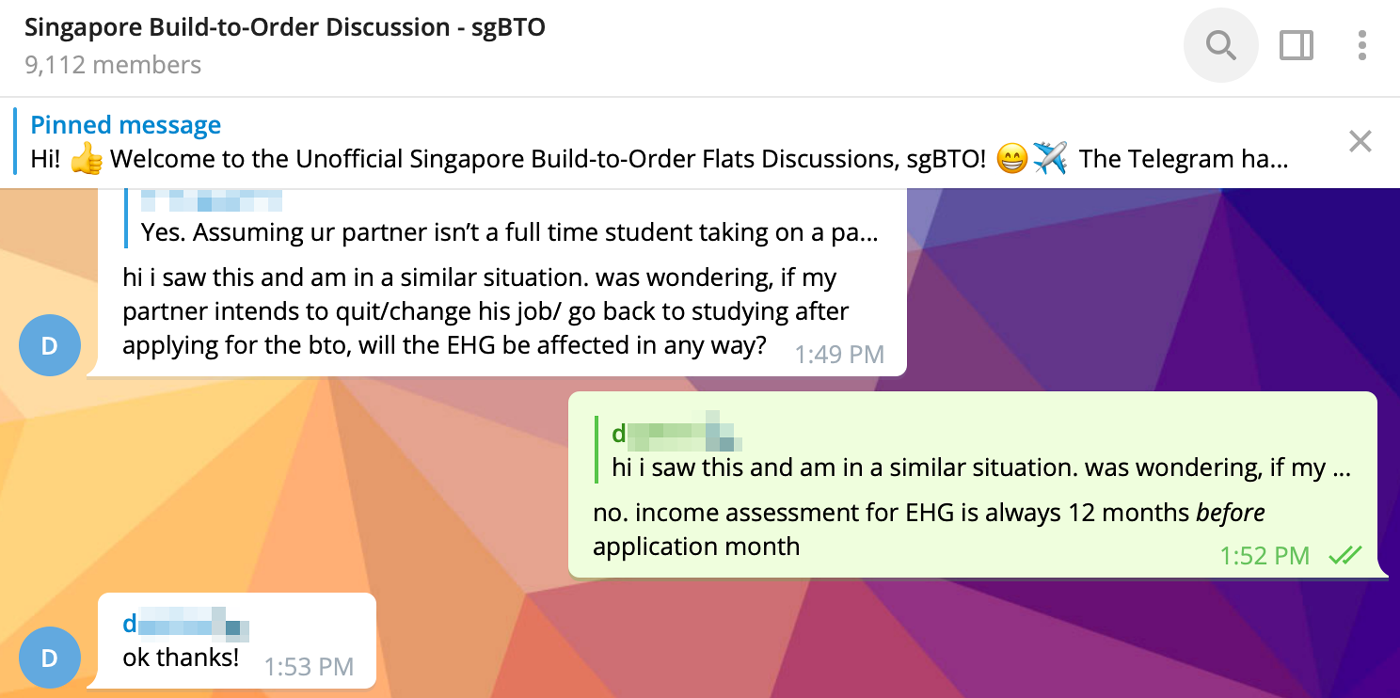 Singapore Build-to-Order Discussion - sgBTO
9,112 members
Pinned message
Hi! 👍 Welcome to the Unofficial Singapore Build-to-Order Flats Discussions, sgBTO! 😁✈️ The Telegram ha...
Yes. Assuming ur partner isn’t a full time student taking on a pa...
hi i saw this and am in a similar situation. was wondering, if my
partner intends to quit/change his job/ go back to studying after
applying for the bto, will the EHG be affected in any way?
1:49 PM
D
d
hi i saw this and am in a similar situation. was wondering, if my ...
no. income assessment for EHG is always 12 months before
application month
1:52 PM
d
ok thanks!
1:53 PM
D